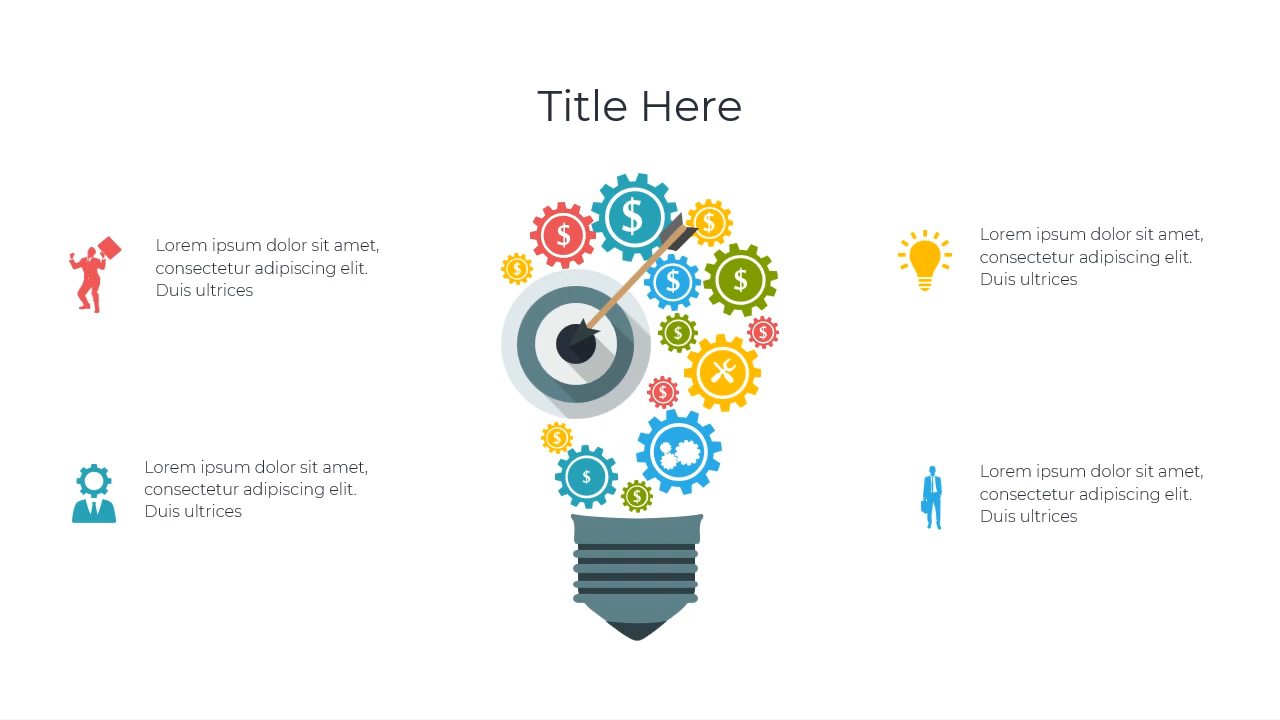 Title Here
Lorem ipsum dolor sit amet,
consectetur adipiscing elit.
Duis ultrices
Lorem ipsum dolor sit amet,
consectetur adipiscing elit.
Duis ultrices
Lorem ipsum dolor sit amet,
consectetur adipiscing elit.
Duis ultrices
Lorem ipsum dolor sit amet,
consectetur adipiscing elit.
Duis ultrices
$
$
$
$
$
$
$
$
$
$
$
$